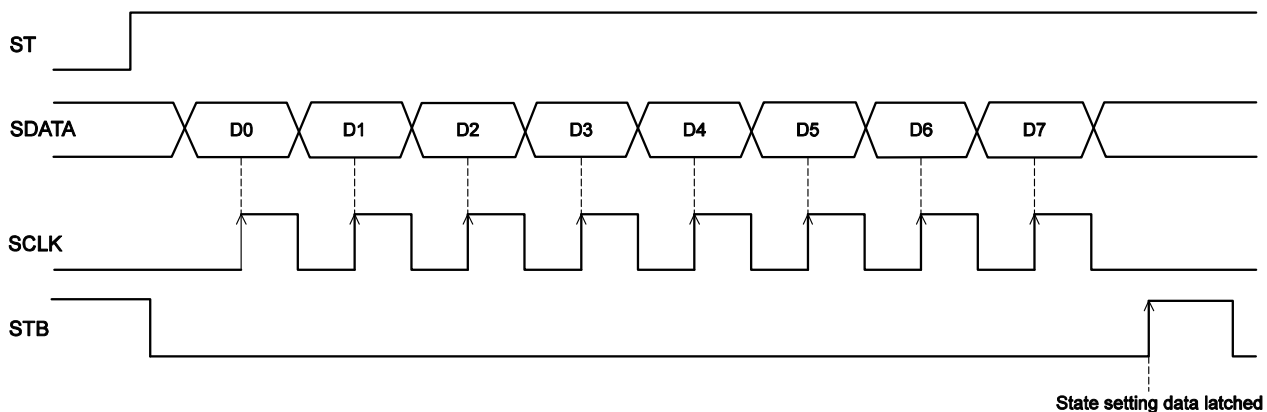 ST
SDATA D0 D1 D2 D3 D4 D5 D6 D7
SCLK
STB
State setting data latched